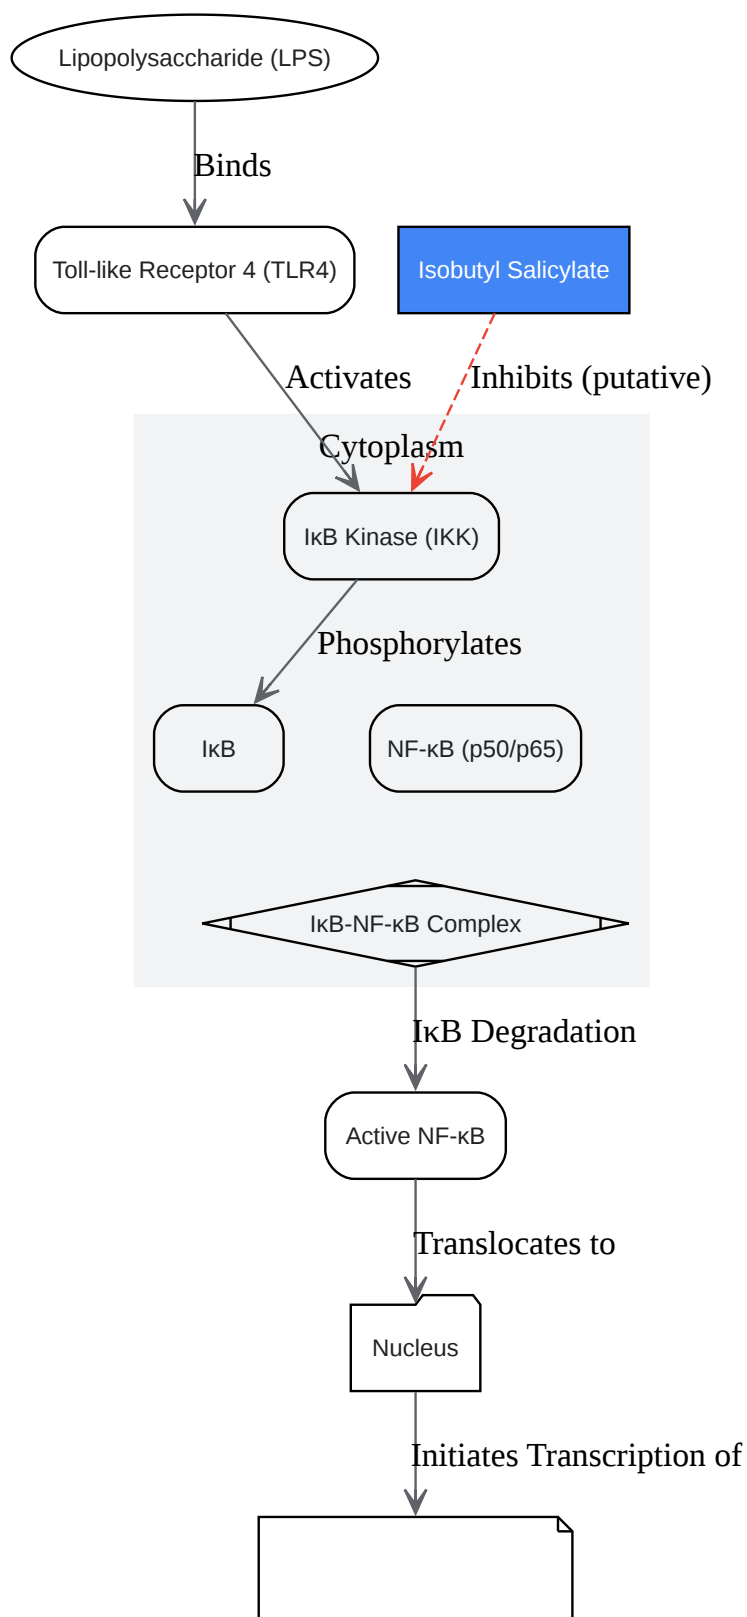 Lipopolysaccharide (LPS)
Binds
Toll-like Receptor 4 (TLR4)
Isobutyl Salicylate
Activates
Inhibits (putative)
Cytoplasm
IκB Kinase (IKK)
Phosphorylates
IκB
NF-κB (p50/p65)
IκB-NF-κB Complex
IκB Degradation
Active NF-κB
Translocates to
Nucleus
Initiates Transcription of